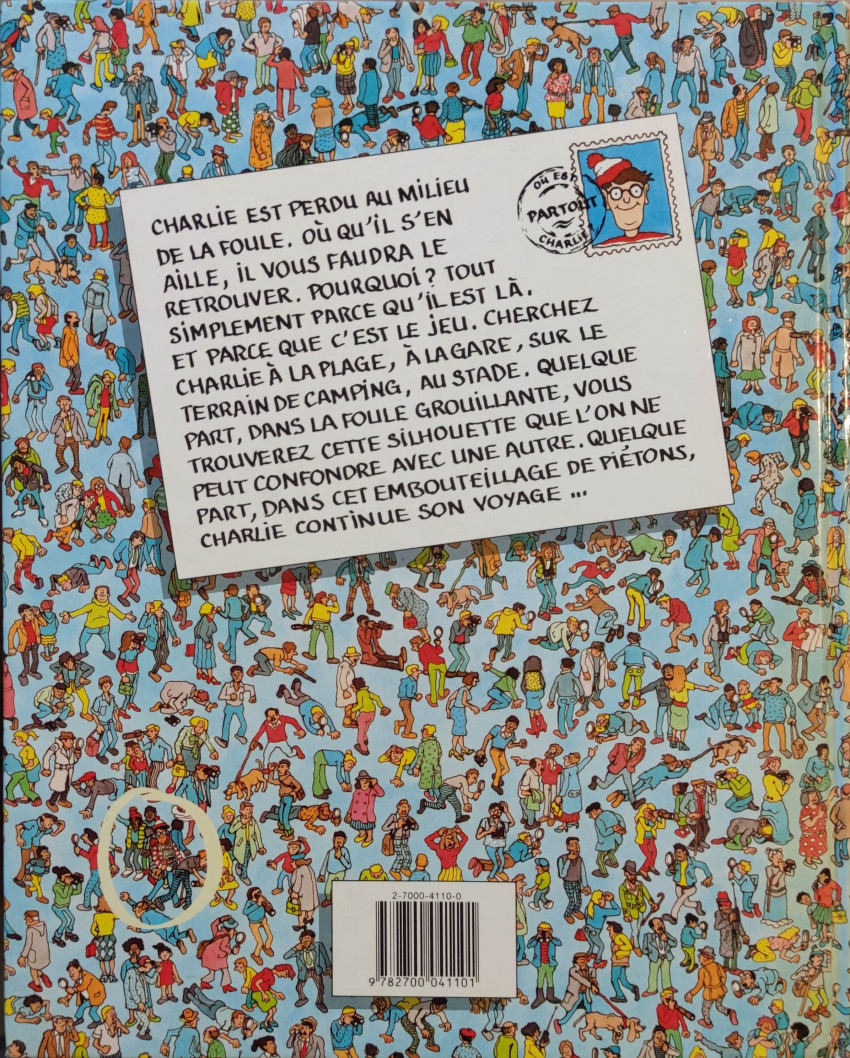 CHARLIE EST PERDU AU MILIEU
DE LA FOULE. OÙ QU'IL S'EN
AILLE, IL VOUS FAUDRA LE
RETROUVER. POURQUOI? TOUT
SIMPLEMENT PARCE QU'IL EST LÀ.
ET PARCE QUE C'EST LE JEU. CHERCHEZ
CHARLIE À LA PLAGE, À LA GARE, SUR LE
TERRAIN DE CAMPING, AU STADE. QUELQUE
PART, DANS LA FOULE GROUILLANTE, VOUS
TROUVEREZ CETTE SILHOUETTE QUE L'ON NE
PEUT CONFONDRE AVEC UNE AUTRE. QUELQUE
PART, DANS CET EMBOUTEILLAGE DE PIÉTONS,
CHARLIE CONTINUE SON VOYAGE ...
OÙ EST
PARTOUT
CHARLIE
2-7000-4110-0
9 782700 041101